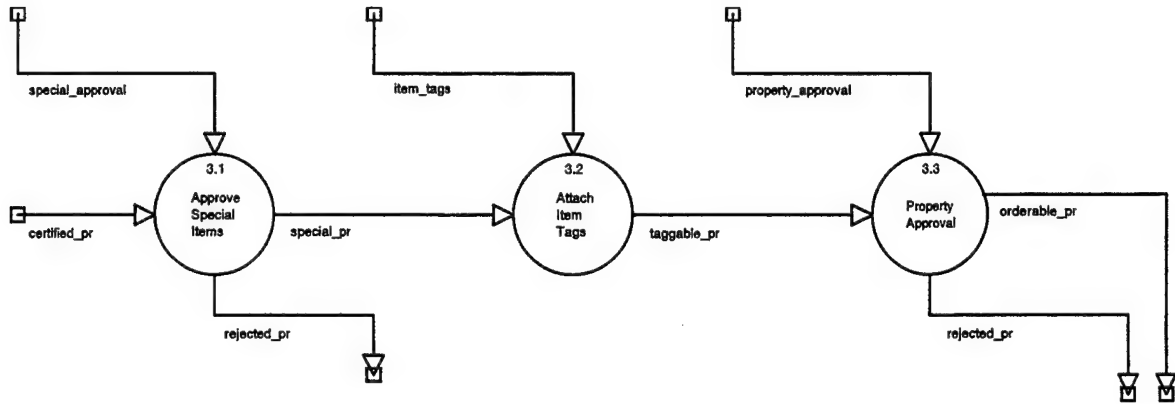 special_approval
item_tags
property_approval
3.1
Approve
Special
Items
3.2
Attach
Item
Tags
3.3
Property
Approval
certified_pr
special_pr
taggable_pr
orderable_pr
rejected_pr
rejected_pr